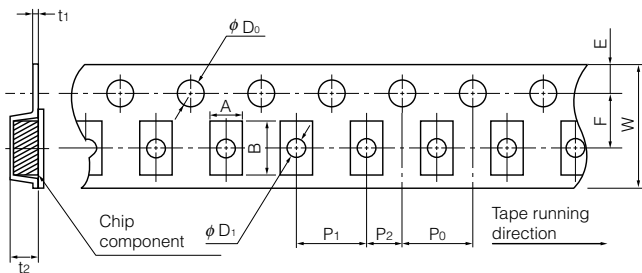 t1
ϕ D0
E
A
B
F
W
Chip
component
ϕ D1
P1
P2
P0
Tape running
direction
t2